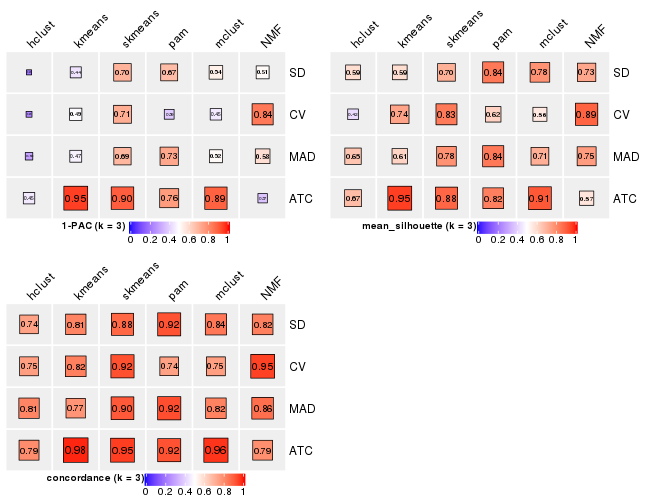 hclust kmeans skmeans pam mclust NMF
0.44 0.70 0.67 0.54 0.51 SD
0.49 0.71 0.84 CV
0.47 0.69 0.73 0.52 0.58 MAD
0.45 0.95 0.90 0.76 0.89 ATC
1-PAC (k = 3)
0 0.2 0.4 0.6 0.8 1
hclust kmeans skmeans pam mclust NMF
0.59 0.59 0.70 0.84 0.78 0.73 SD
0.74 0.83 0.62 0.56 0.89 CV
0.65 0.61 0.78 0.84 0.71 0.75 MAD
0.67 0.95 0.88 0.82 0.91 0.57 ATC
mean_silhouette (k = 3)
0 0.2 0.4 0.6 0.8 1
hclust kmeans skmeans pam mclust NMF
0.74 0.81 0.88 0.92 0.84 0.82 SD
0.75 0.82 0.92 0.74 0.75 0.95 CV
0.81 0.77 0.90 0.92 0.82 0.86 MAD
0.79 0.98 0.95 0.92 0.96 0.79 ATC
concordance (k = 3)
0 0.2 0.4 0.6 0.8 1